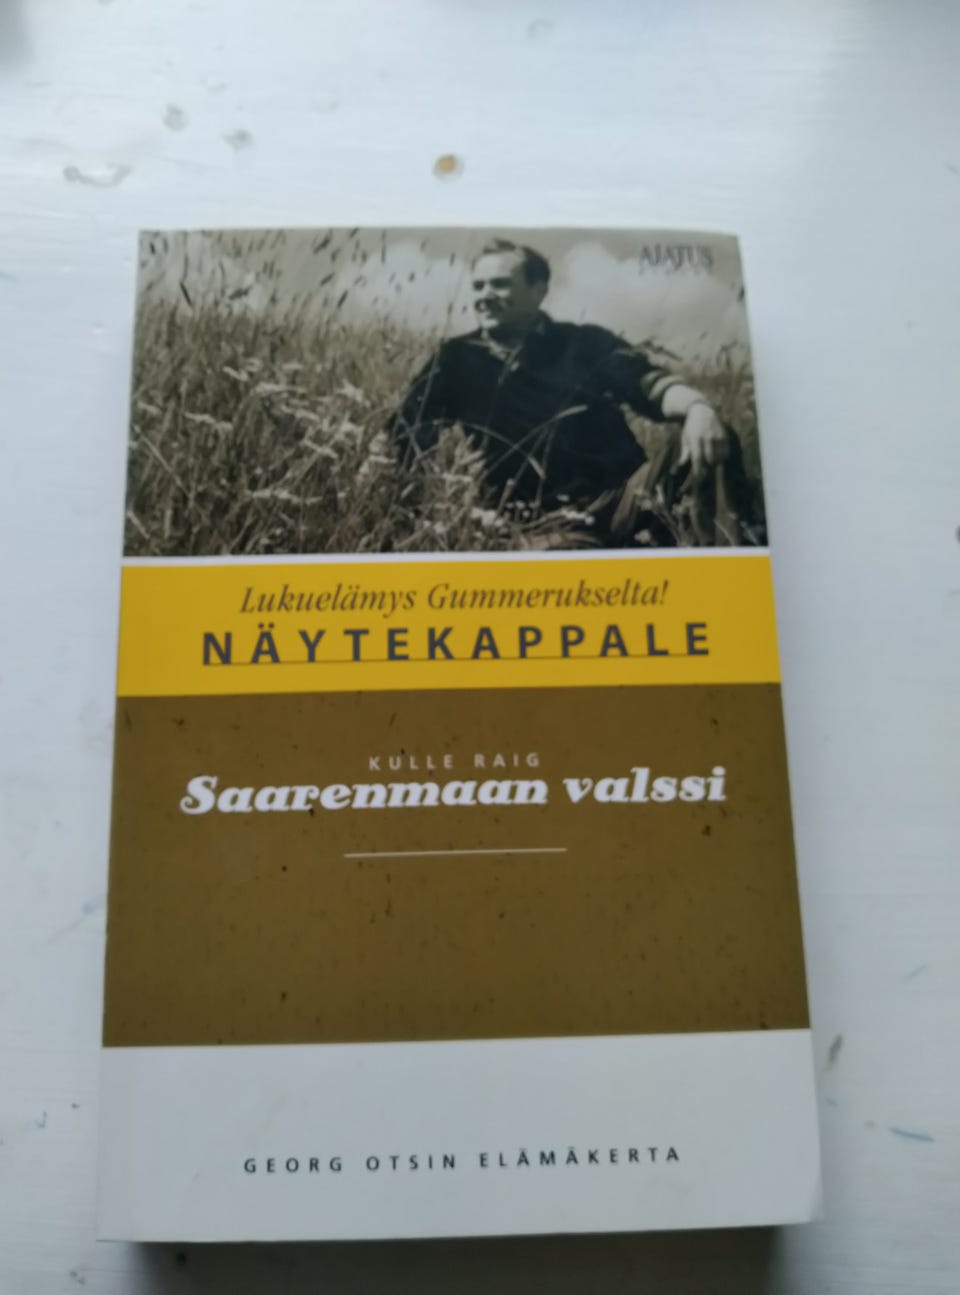 AJATUS
Lukuelämys Gummerukselta!
NÄYTEKAPPALE
KULLE RAIG
Saarenmaan valssi
GEORG OTSIN ELÄMÄKERTA